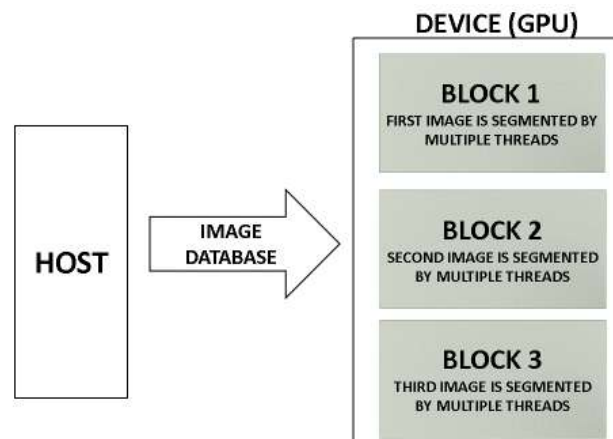 DEVICE (GPU)
BLOCK 1
FIRST IMAGE IS SEGMENTED BY
MULTIPLE THREADS
HOST
IMAGE
DATABASE
BLOCK 2
SECOND IMAGE IS SEGMENTED
BY MULTIPLE THREADS
BLOCK 3
THIRD IMAGE IS SEGMENTED
BY MULTIPLE THREADS